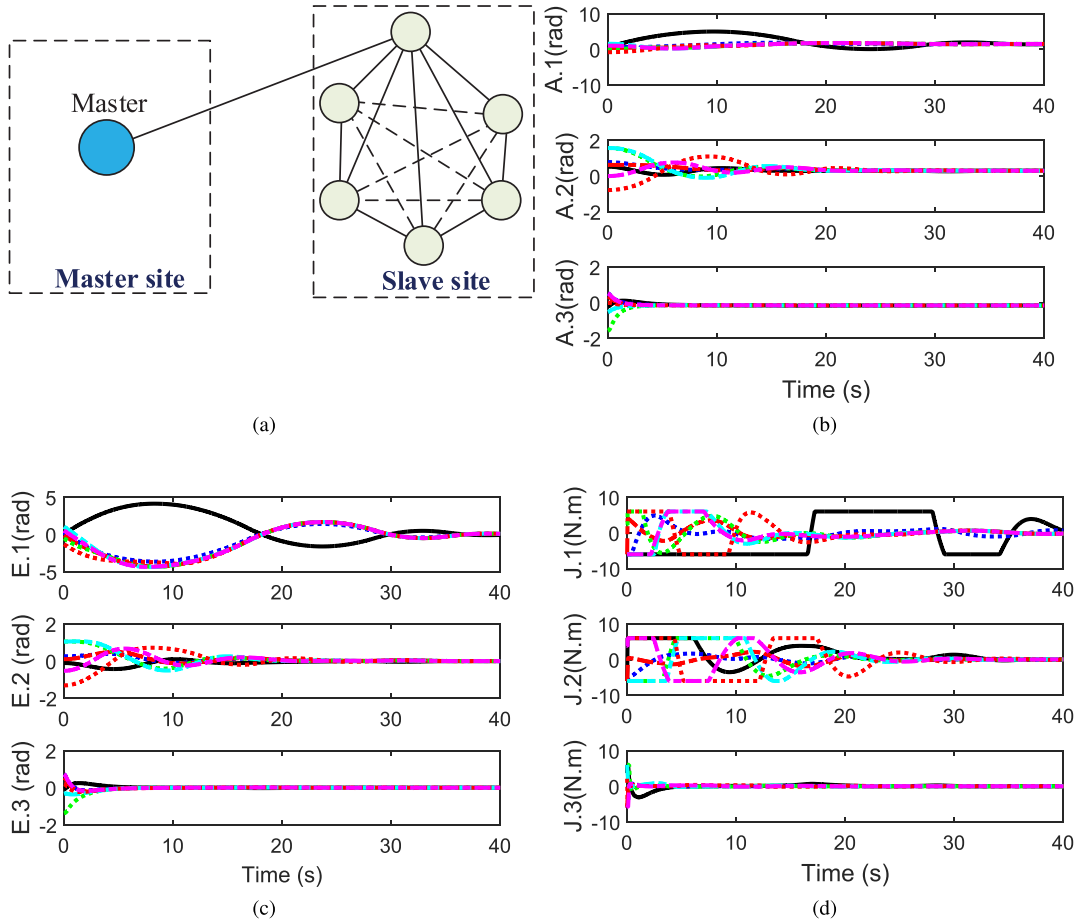 Master
Master site
Slave site
(a)
A.1(rad)
10
0
-10
0 10 20 30 40
A.2(rad)
2
0
-2
0 10 20 30 40
A.3(rad)
2
0
-2
0 10 20 30 40
Time (s)
(b)
E.1(rad)
5
0
-5
0 10 20 30 40
E.2 (rad)
2
0
-2
0 10 20 30 40
E.3 (rad)
2
0
-2
0 10 20 30 40
Time (s)
(c)
J.1(N.m)
10
0
-10
0 10 20 30 40
J.2(N.m)
10
0
-10
0 10 20 30 40
J.3(N.m)
10
0
-10
0 10 20 30 40
Time (s)
(d)